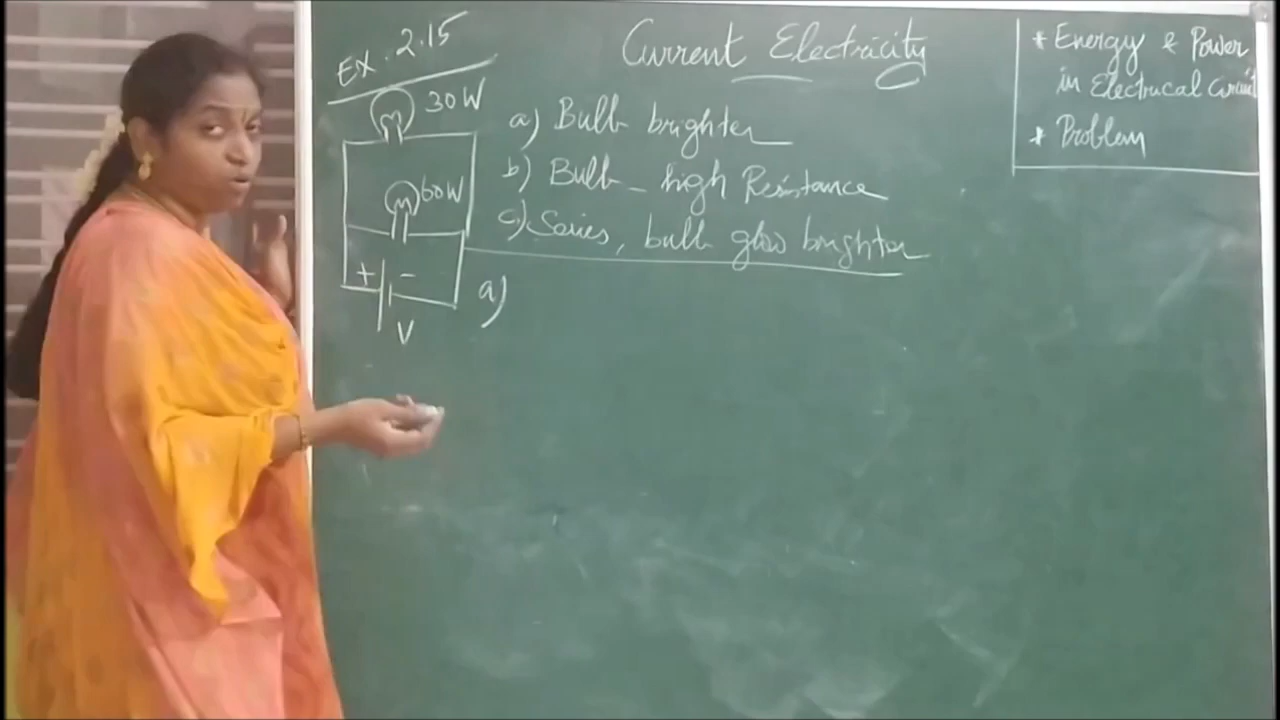 Current Electricity
* Energy & Power
in Electrical Circuit
* Problem
Ex. 2.15
30W
60W
+ -
V
a) Bulb brighter
b) Bulb - high Resistance
c) Series, bulb glow brighter
a)